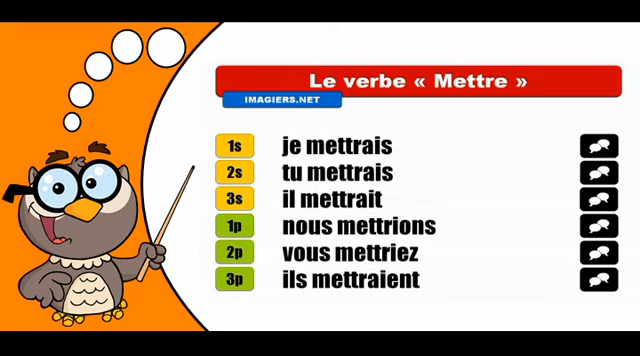 Le verbe « Mettre »
IMAGIERS.NET
1s je mettrais
2s tu mettrais
3s il mettrait
1p nous mettrions
2p vous mettriez
3p ils mettraient